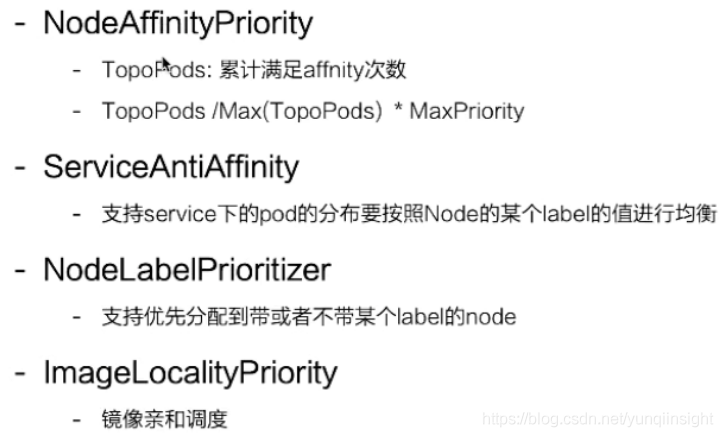 - NodeAffinityPriority
- TopoPods: 累计满足affnity次数
- TopoPods /Max(TopoPods) * MaxPriority
- ServiceAntiAffinity
- 支持service下的pod的分布要按照Node的某个label的值进行均衡
- NodeLabelPrioritizer
- 支持优先分配到带或者不带某个label的node
- ImageLocalityPriority
- 镜像亲和调度
https://blog.csdn.net/yunqiinsight